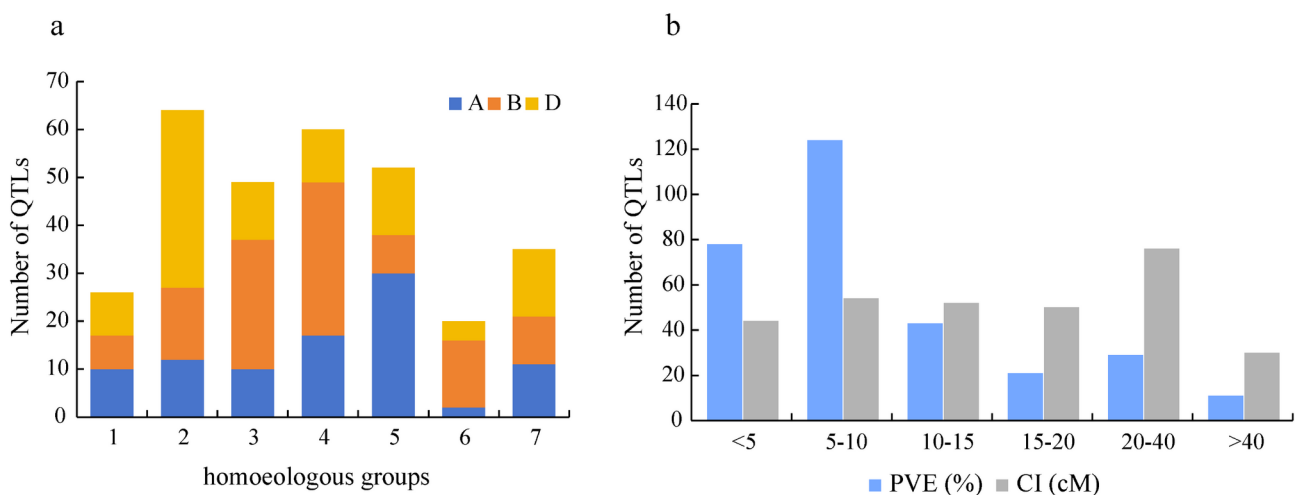 a
Number of QTLs
70
60
50
40
30
20
10
0
A B D
1 2 3 4 5 6 7
homoeologous groups
b
Number of QTLs
140
120
100
80
60
40
20
0
<5 5-10 10-15 15-20 20-40 >40
PVE (%) CI (cM)